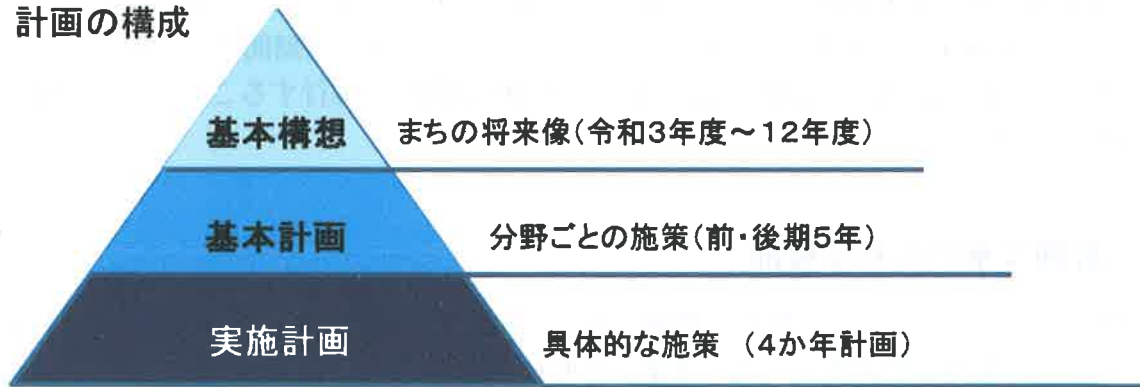 計画の構成
基本構想 まちの将来像(令和3年度~12年度)
基本計画 分野ごとの施策(前・後期5年)
実施計画 具体的な施策 (4か年計画)